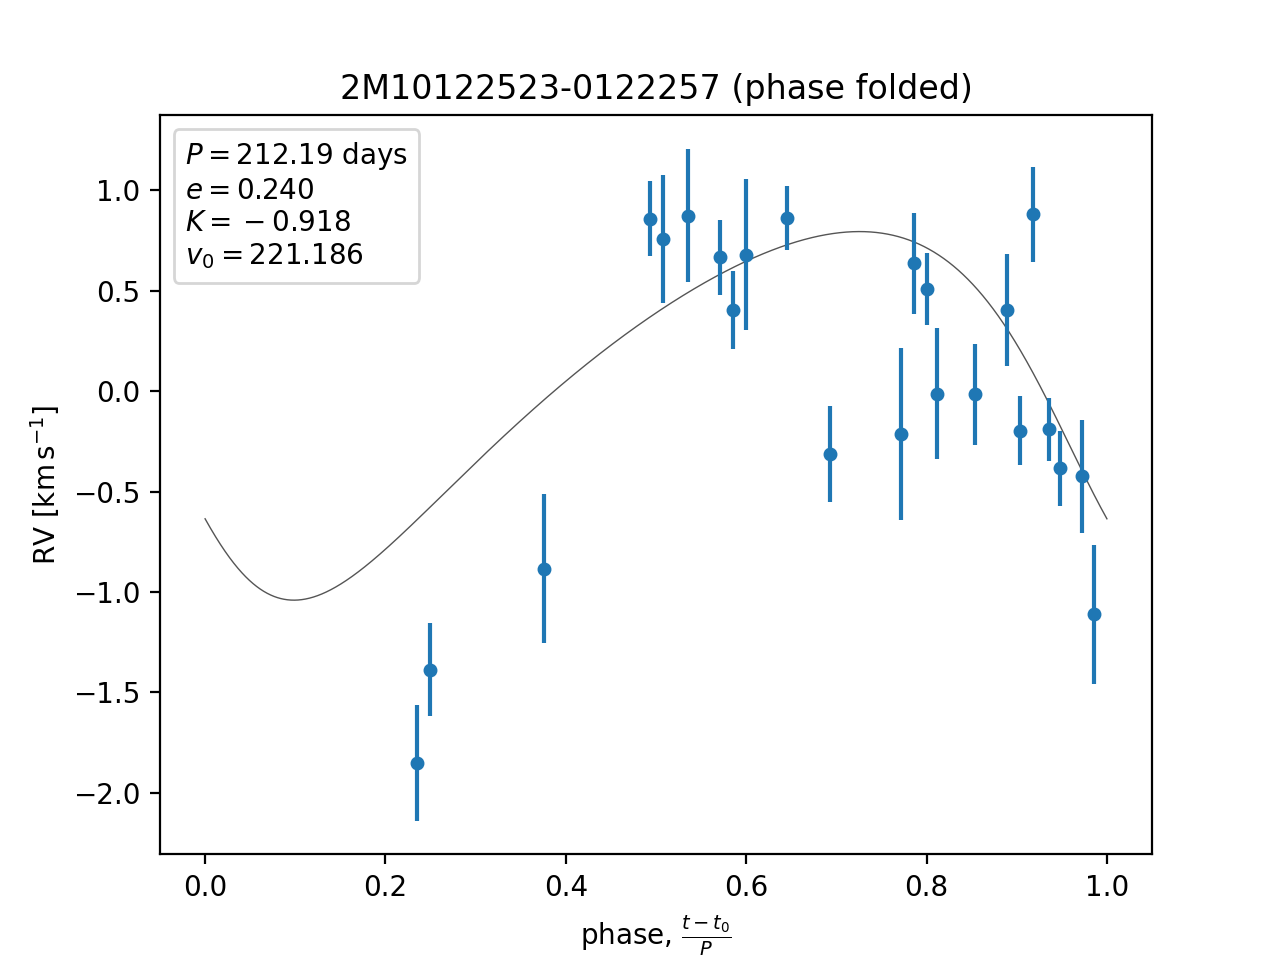 2M10122523-0122257 (phase folded)
P = 212.19 days
e = 0.240
K = −0.918
v₀ = 221.186
1.0
0.5
0.0
−0.5
−1.0
−1.5
−2.0
RV [km s⁻¹]
0.0 0.2 0.4 0.6 0.8 1.0
phase, (t − t₀)/P